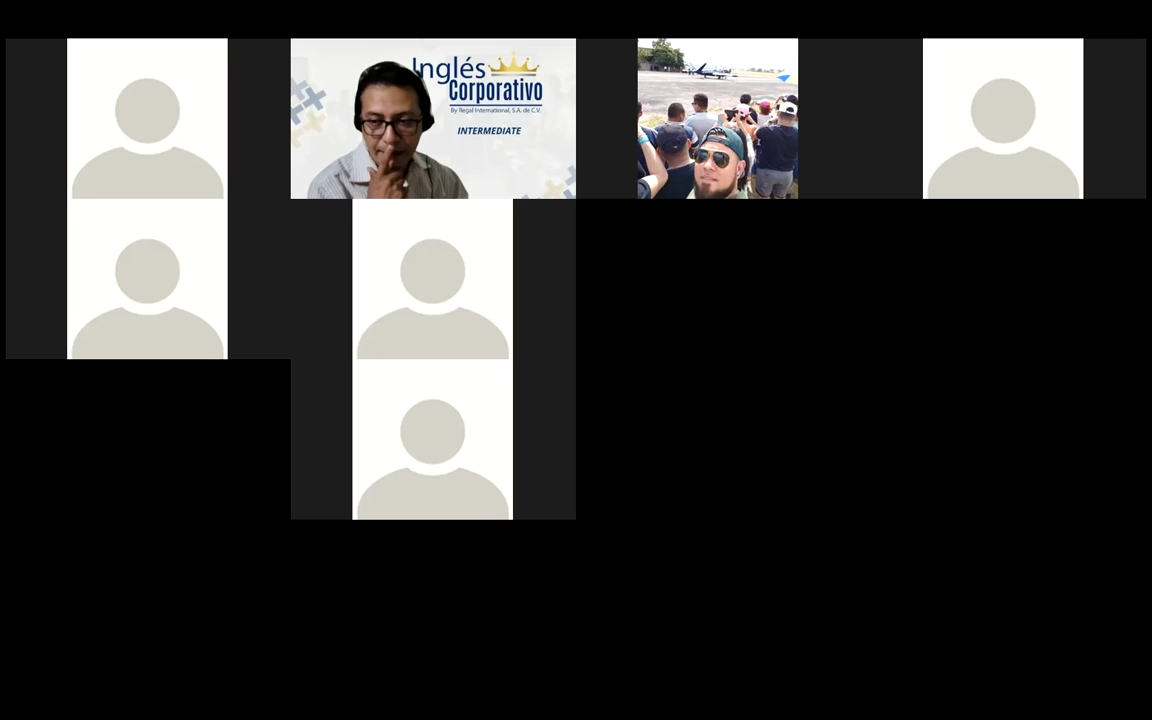 Inglés
Corporativo
By Regal International, S.A. de C.V.
INTERMEDIATE